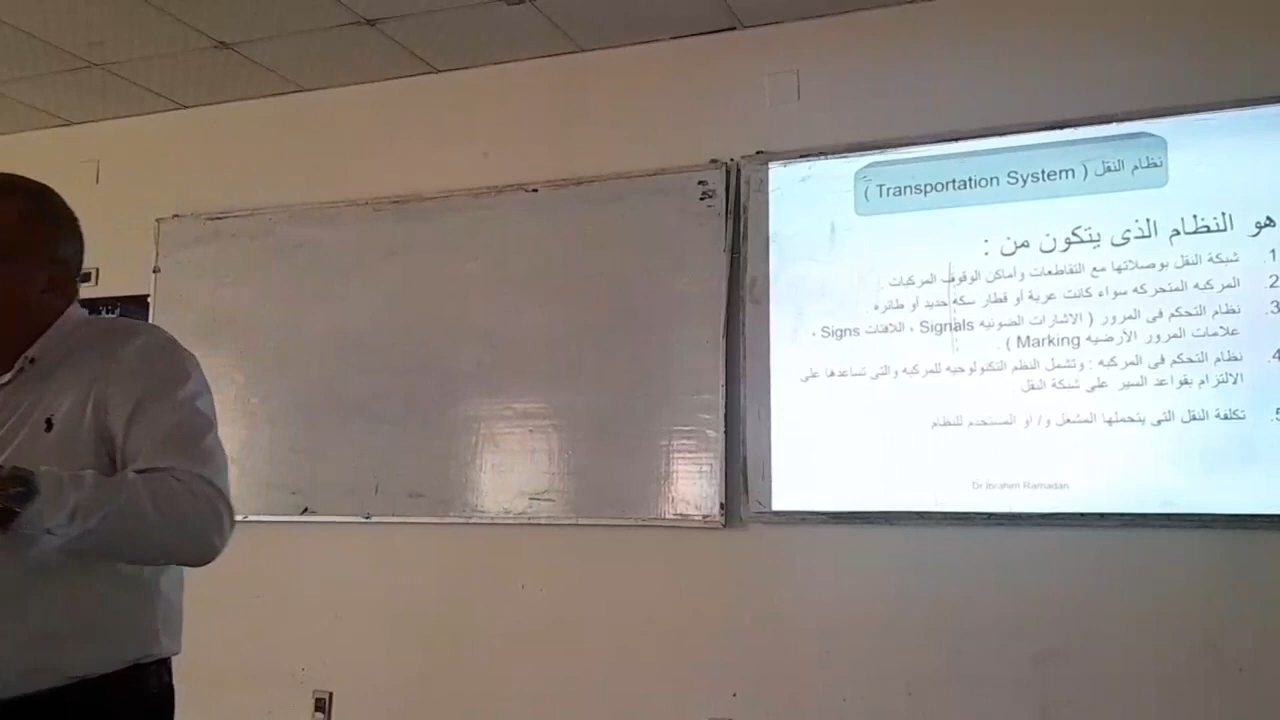 نظام النقل ( Transportation System )
هو النظام الذى يتكون من :
1. شبكة النقل بوصلاتها مع التقاطعات وأماكن الوقوف المركبات .
2. المركبه المتحركه سواء كانت عربة أو قطار سكه حديد أو طائره .
3. نظام التحكم فى المرور ( الاشارات الضوئيه Signals ، اللافتات Signs ،
علامات المرور الأرضيه Marking ) .
4. نظام التحكم فى المركبه : وتشمل النظم التكنولوجيه للمركبه والتى تساعدها على
الالتزام بقواعد السير على شبكة النقل
5. تكلفة النقل التى يتحملها المشغل و/ او المستخدم للنظام
Dr Ibrahim Ramadan